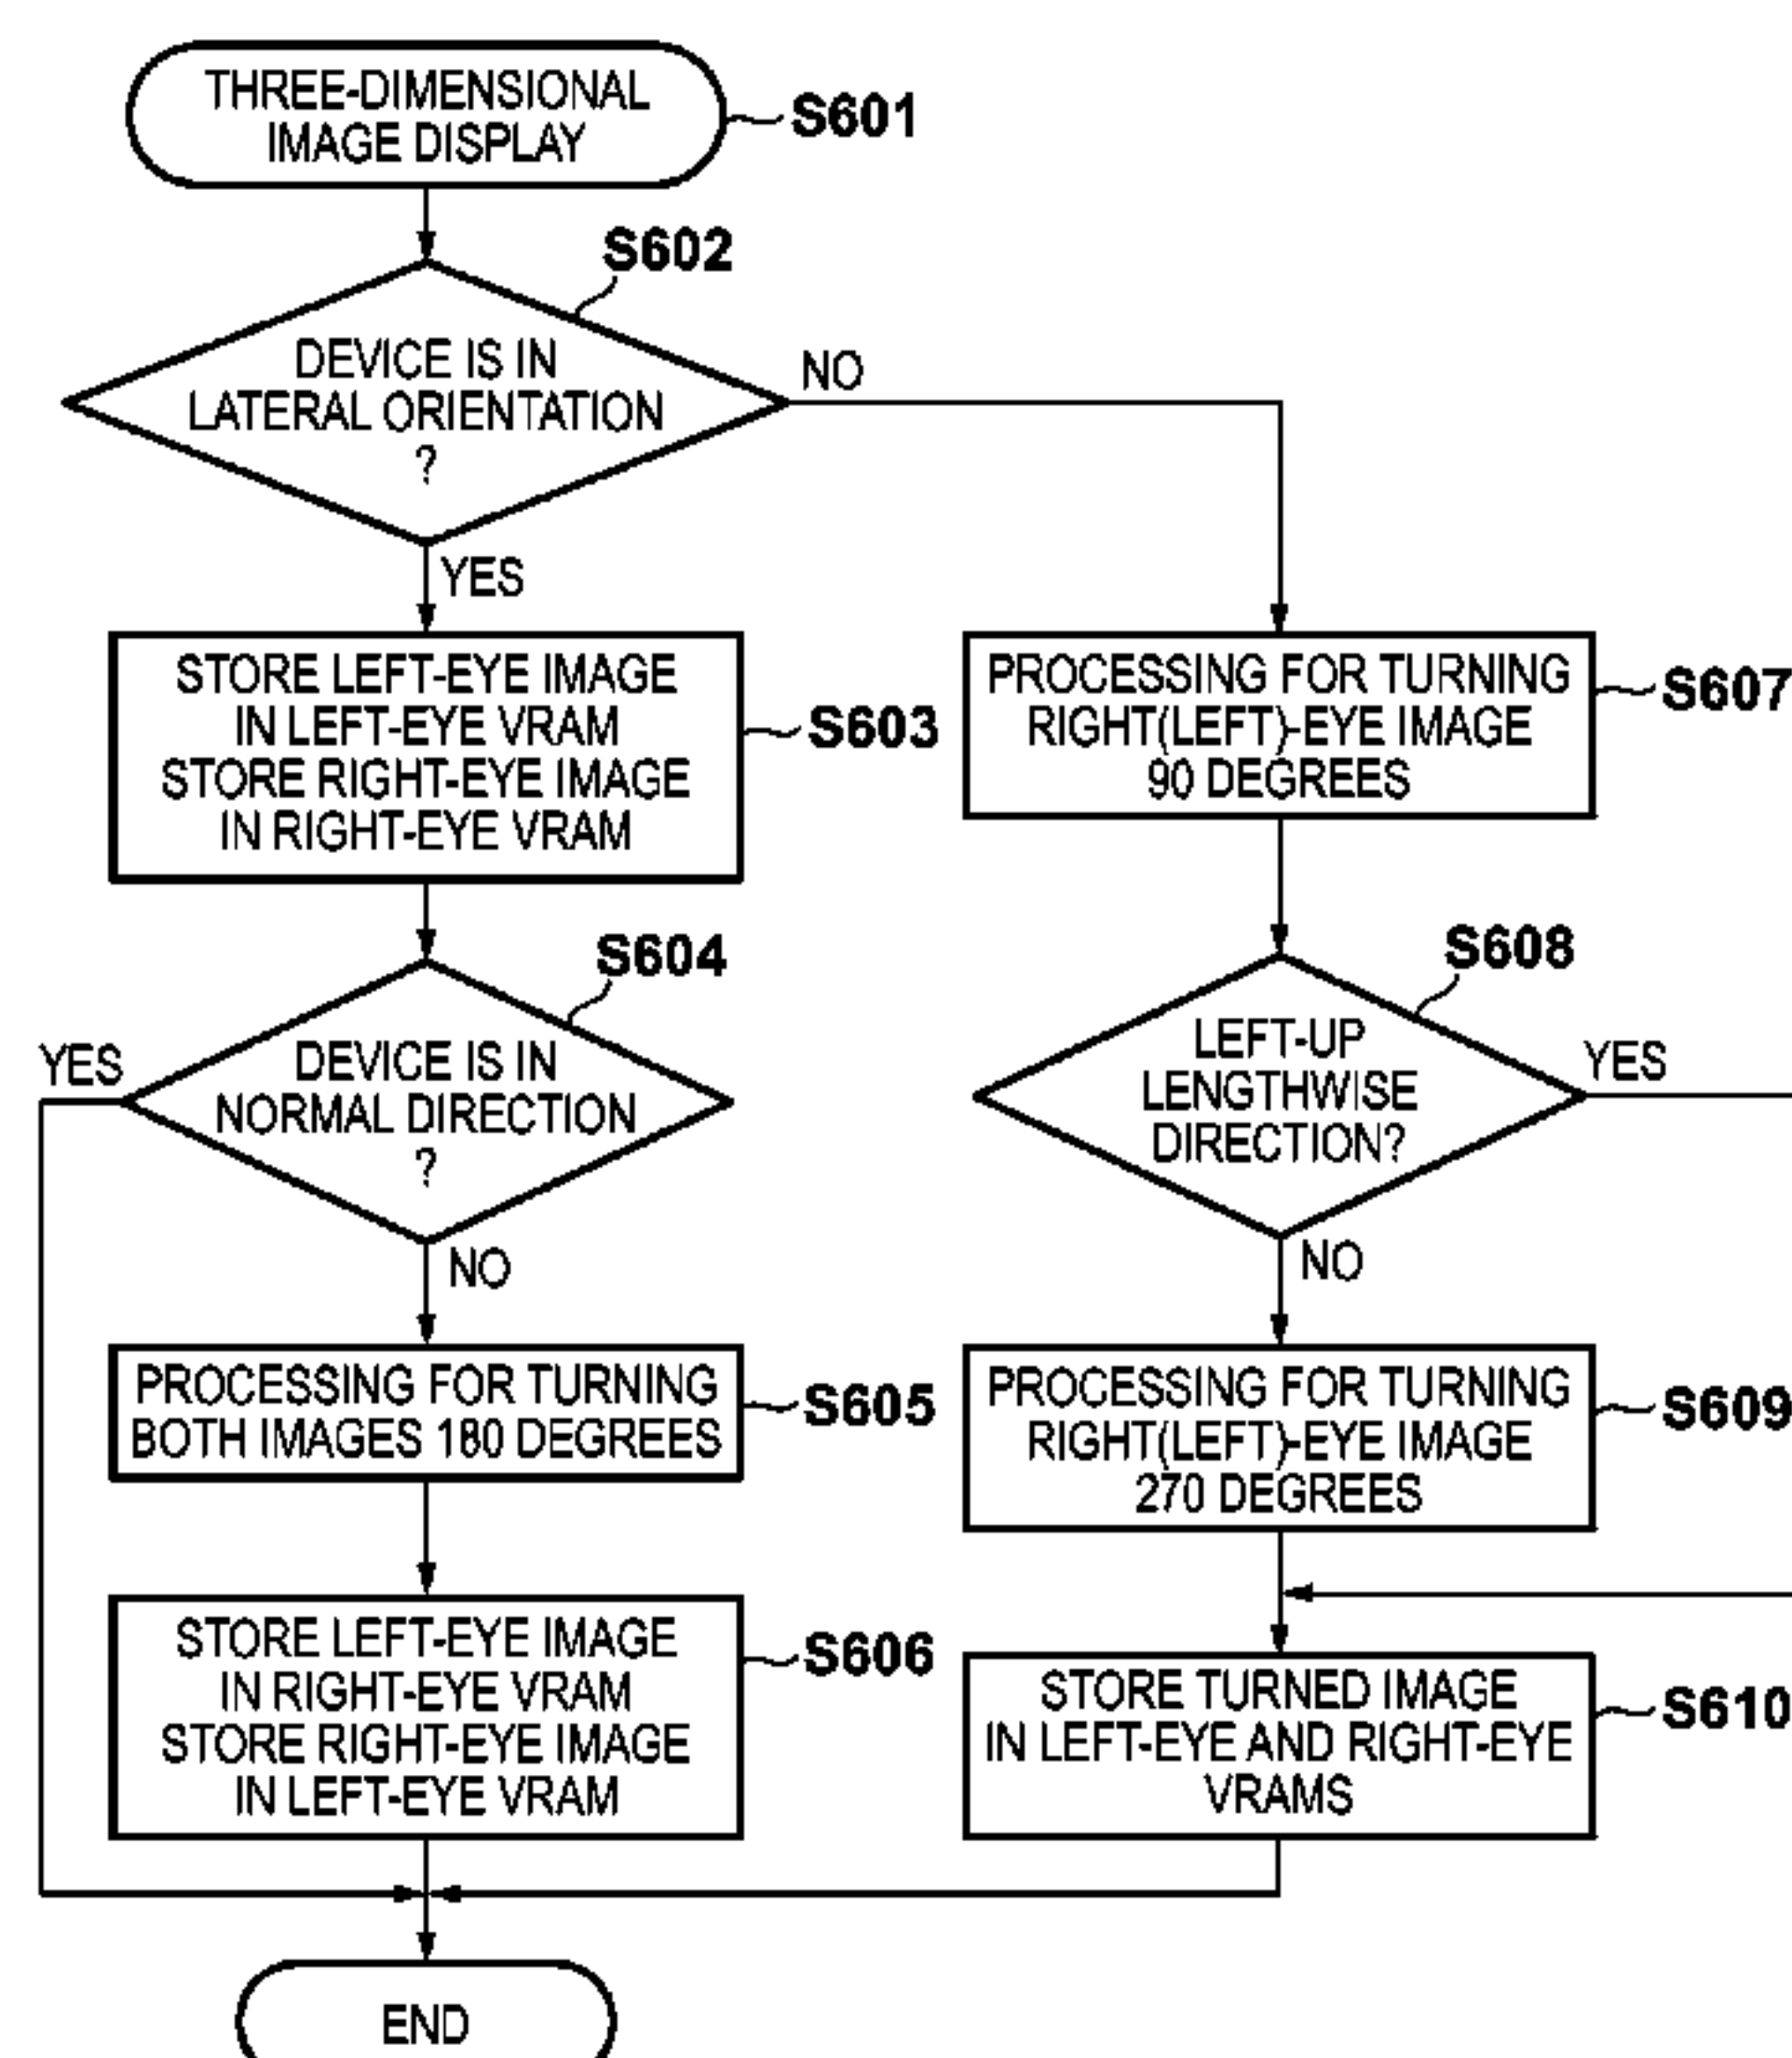 THREE-DIMENSIONAL
IMAGE DISPLAY
S601
S602
DEVICE IS IN
LATERAL ORIENTATION
?
NO
YES
STORE LEFT-EYE IMAGE
IN LEFT-EYE VRAM
STORE RIGHT-EYE IMAGE
IN RIGHT-EYE VRAM
S603
PROCESSING FOR TURNING
RIGHT(LEFT)-EYE IMAGE
90 DEGREES
S607
S604
YES
DEVICE IS IN
NORMAL DIRECTION
?
NO
S608
LEFT-UP
LENGTHWISE
DIRECTION?
YES
NO
PROCESSING FOR TURNING
BOTH IMAGES 180 DEGREES
S605
PROCESSING FOR TURNING
RIGHT(LEFT)-EYE IMAGE
270 DEGREES
S609
STORE LEFT-EYE IMAGE
IN RIGHT-EYE VRAM
STORE RIGHT-EYE IMAGE
IN LEFT-EYE VRAM
S606
STORE TURNED IMAGE
IN LEFT-EYE AND RIGHT-EYE
VRAMS
S610
END